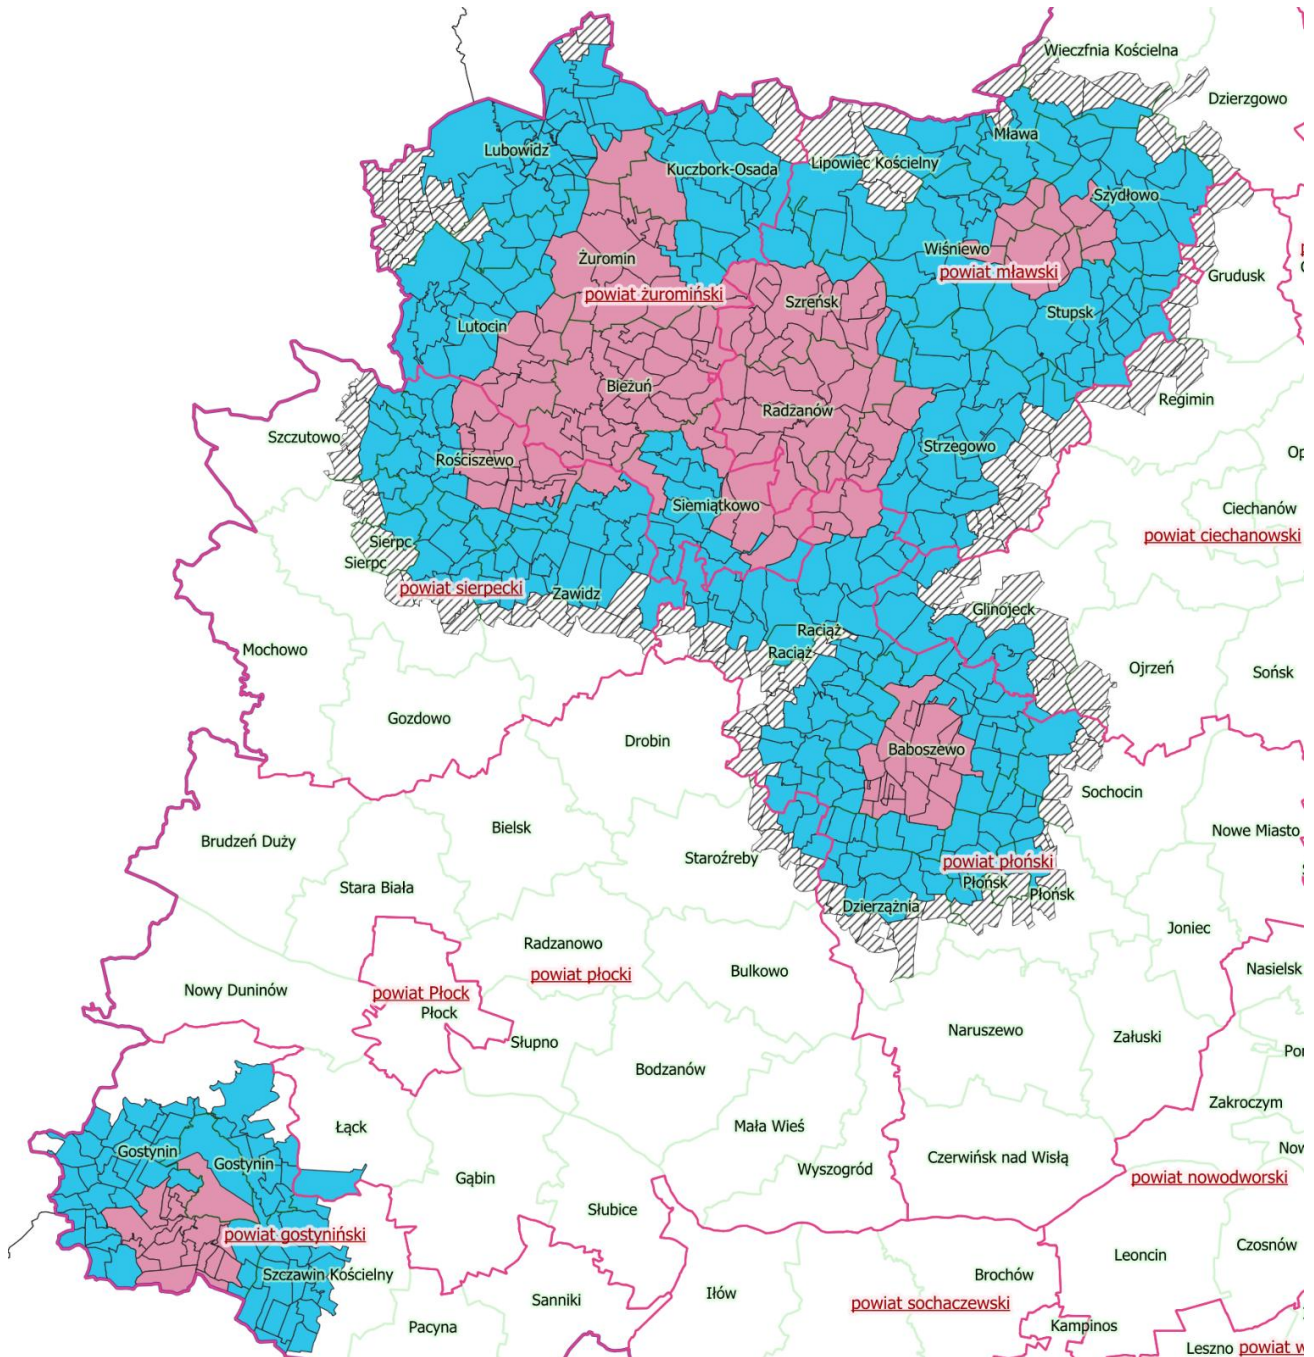 Wieczfnia Kościelna
Dzierzgowo
Mława
Lubowidz
Lipowiec Kościelny
Kuczbork-Osada
Szydłowo
Wiśniewo
Żuromin
powiat mławski
Grudusk
powiat żuromiński
Szreńsk
Stupsk
Lutocin
Bieżuń
Regimin
Radzanów
Szczutowo
Strzegowo
Rościszewo
Siemiątkowo
Ciechanów
powiat ciechanowski
Sierpc
Sierpc
powiat sierpecki
Zawidz
Glinojeck
Raciąż
Mochowo
Raciąż
Ojrzeń
Sońsk
Gozdowo
Drobin
Baboszewo
Sochocin
Bielsk
Nowe Miasto
Brudzeń Duży
Staroźreby
powiat płoński
Stara Biała
Płońsk
Płońsk
Dzierzążnia
Joniec
Radzanowo
Nasielsk
powiat płocki
Bulkowo
Nowy Duninów
powiat Płock
Płock
Naruszewo
Załuski
Słupno
Bodzanów
Zakroczym
Łąck
Mała Wieś
Gostynin
Gostynin
Czerwińsk nad Wisłą
Wyszogród
Gąbin
powiat nowodworski
Słubice
powiat gostyniński
Czosnów
Leoncin
Szczawin Kościelny
Brochów
Iłów
Sanniki
powiat sochaczewski
Pacyna
Kampinos
Leszno powiat w